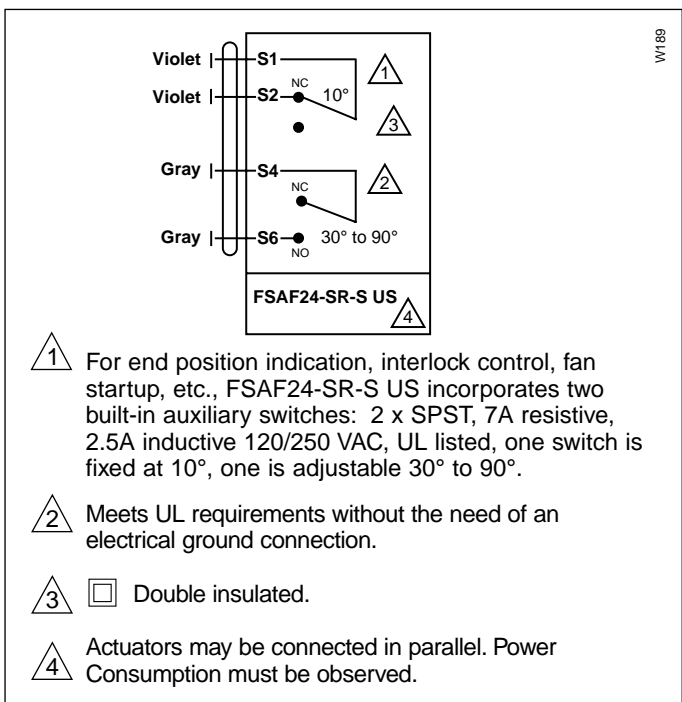 W189
Violet S1
NC
Violet S2 10°
1
3
Gray S4
2
NC
Gray S6 30° to 90°
NO
FSAF24-SR-S US
4
1 For end position indication, interlock control, fan
startup, etc., FSAF24-SR-S US incorporates two
built-in auxiliary switches: 2 x SPST, 7A resistive,
2.5A inductive 120/250 VAC, UL listed, one switch is
fixed at 10°, one is adjustable 30° to 90°.
2 Meets UL requirements without the need of an
electrical ground connection.
3 Double insulated.
4 Actuators may be connected in parallel. Power
Consumption must be observed.